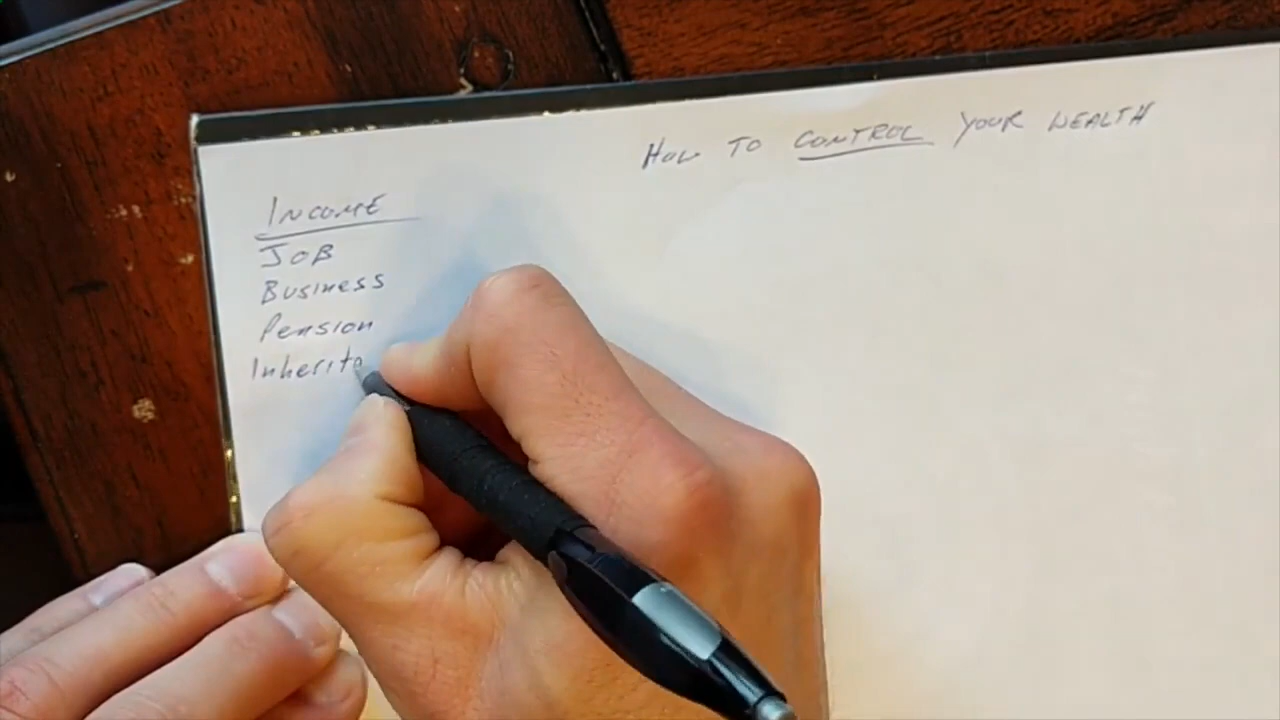 How TO CONTROL YOUR WEALTH
INCOME
JOB
Business
Pension
Inherita